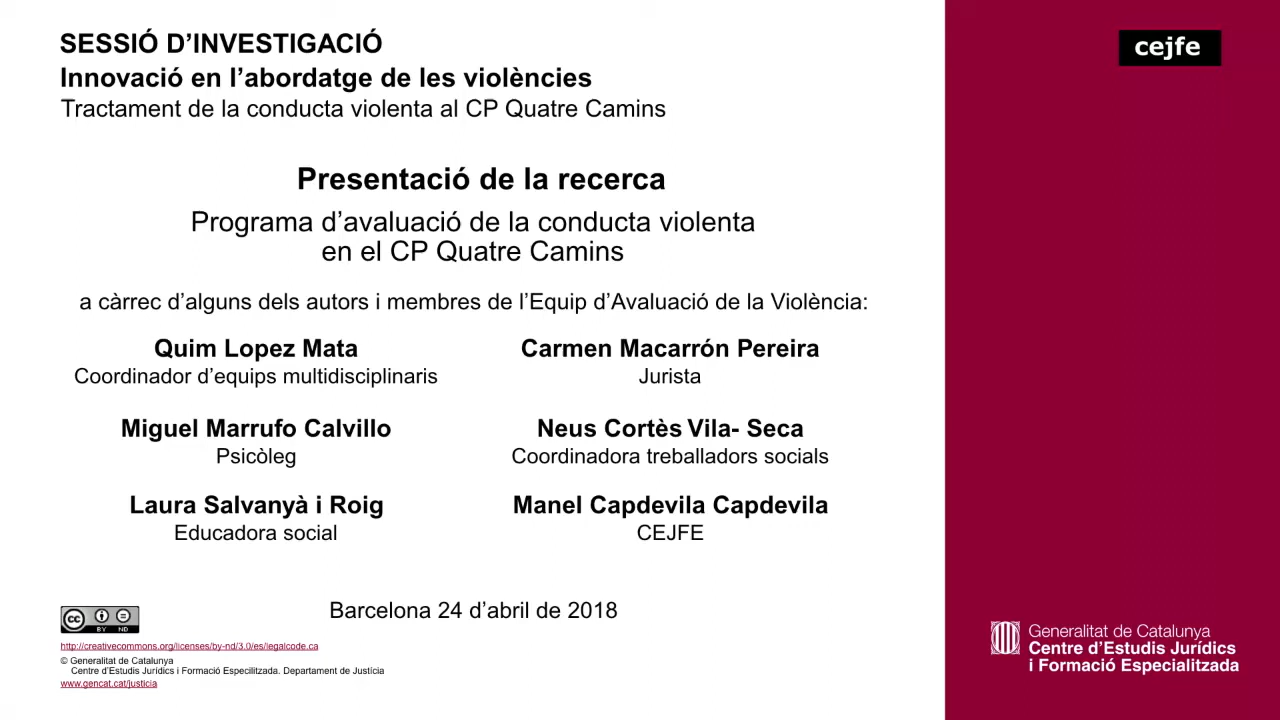 SESSIÓ D’INVESTIGACIÓ
Innovació en l’abordatge de les violències
Tractament de la conducta violenta al CP Quatre Camins
cejfe
Presentació de la recerca
Programa d’avaluació de la conducta violenta
en el CP Quatre Camins
a càrrec d’alguns dels autors i membres de l’Equip d’Avaluació de la Violència:
Quim Lopez Mata
Coordinador d’equips multidisciplinaris
Carmen Macarrón Pereira
Jurista
Miguel Marrufo Calvillo
Psicòleg
Neus Cortès Vila- Seca
Coordinadora treballadors socials
Laura Salvanyà i Roig
Educadora social
Manel Capdevila Capdevila
CEJFE
Barcelona 24 d’abril de 2018
cc BY ND
http://creativecommons.org/licenses/by-nd/3.0/es/legalcode.ca
© Generalitat de Catalunya
Centre d’Estudis Jurídics i Formació Especilitzada. Departament de Justícia
www.gencat.cat/justicia
Generalitat de Catalunya
Centre d’Estudis Jurídics
i Formació Especialitzada